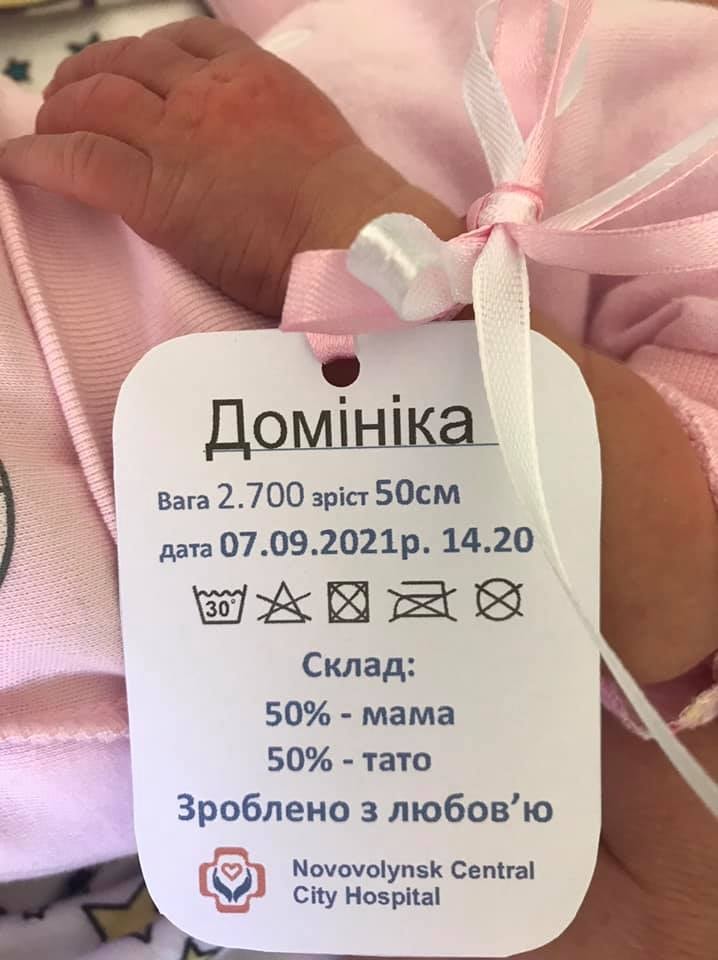 Домініка
Вага 2.700 зріст 50см
дата 07.09.2021р. 14.20
30°
Склад:
50% - мама
50% - тато
Зроблено з любов’ю
Novovolynsk Central
City Hospital